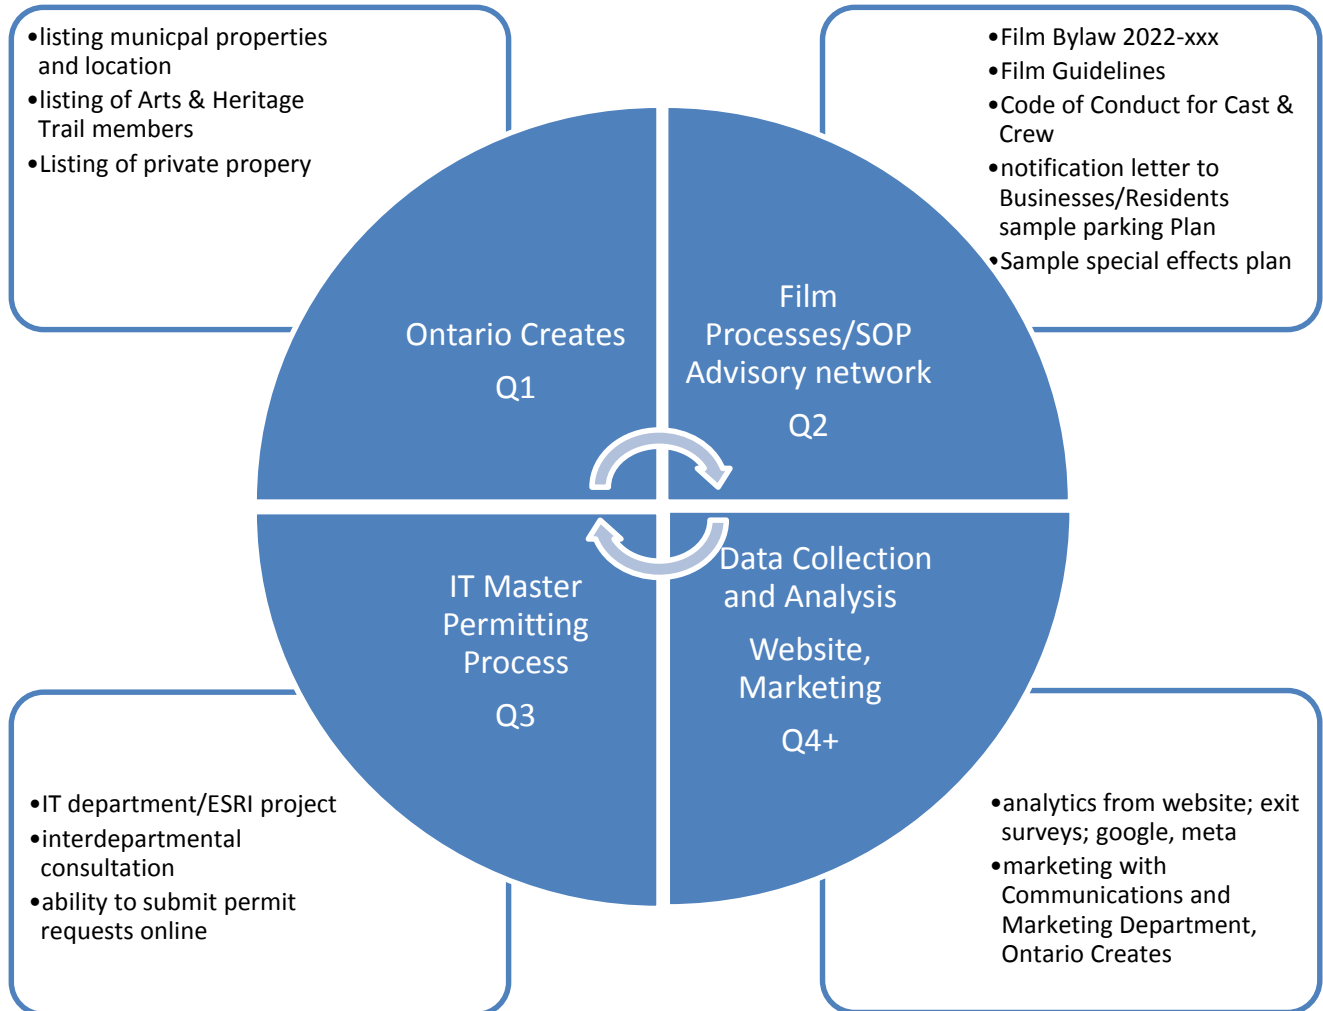 •listing municpal properties
and location
•listing of Arts & Heritage
Trail members
•Listing of private propery
•Film Bylaw 2022-xxx
•Film Guidelines
•Code of Conduct for Cast &
Crew
•notification letter to
Businesses/Residents
sample parking Plan
•Sample special effects plan
Ontario Creates
Q1
Film
Processes/SOP
Advisory network
Q2
IT Master
Permitting
Process
Q3
Data Collection
and Analysis
Website,
Marketing
Q4+
•IT department/ESRI project
•interdepartmental
consultation
•ability to submit permit
requests online
•analytics from website; exit
surveys; google, meta
•marketing with
Communications and
Marketing Department,
Ontario Creates